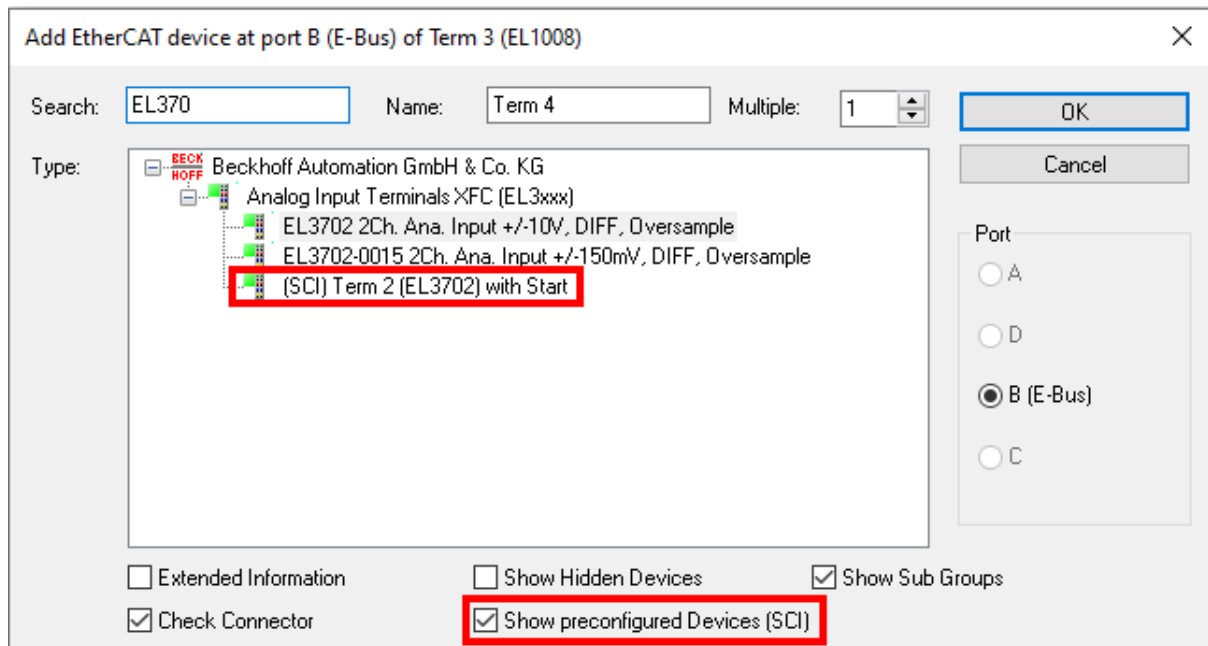 Add EtherCAT device at port B (E-Bus) of Term 3 (EL1008)
Search: EL370 Name: Term 4 Multiple: 1 OK
Type: BECKHOFF Beckhoff Automation GmbH & Co. KG Cancel
Analog Input Terminals XFC (EL3xxx)
EL3702 2Ch. Ana. Input +/-10V, DIFF, Oversample
EL3702-0015 2Ch. Ana. Input +/-150mV, DIFF, Oversample
(SCI) Term 2 (EL3702) with Start
Port
A
D
B (E-Bus)
C
Extended Information Show Hidden Devices Show Sub Groups
Check Connector Show preconfigured Devices (SCI)